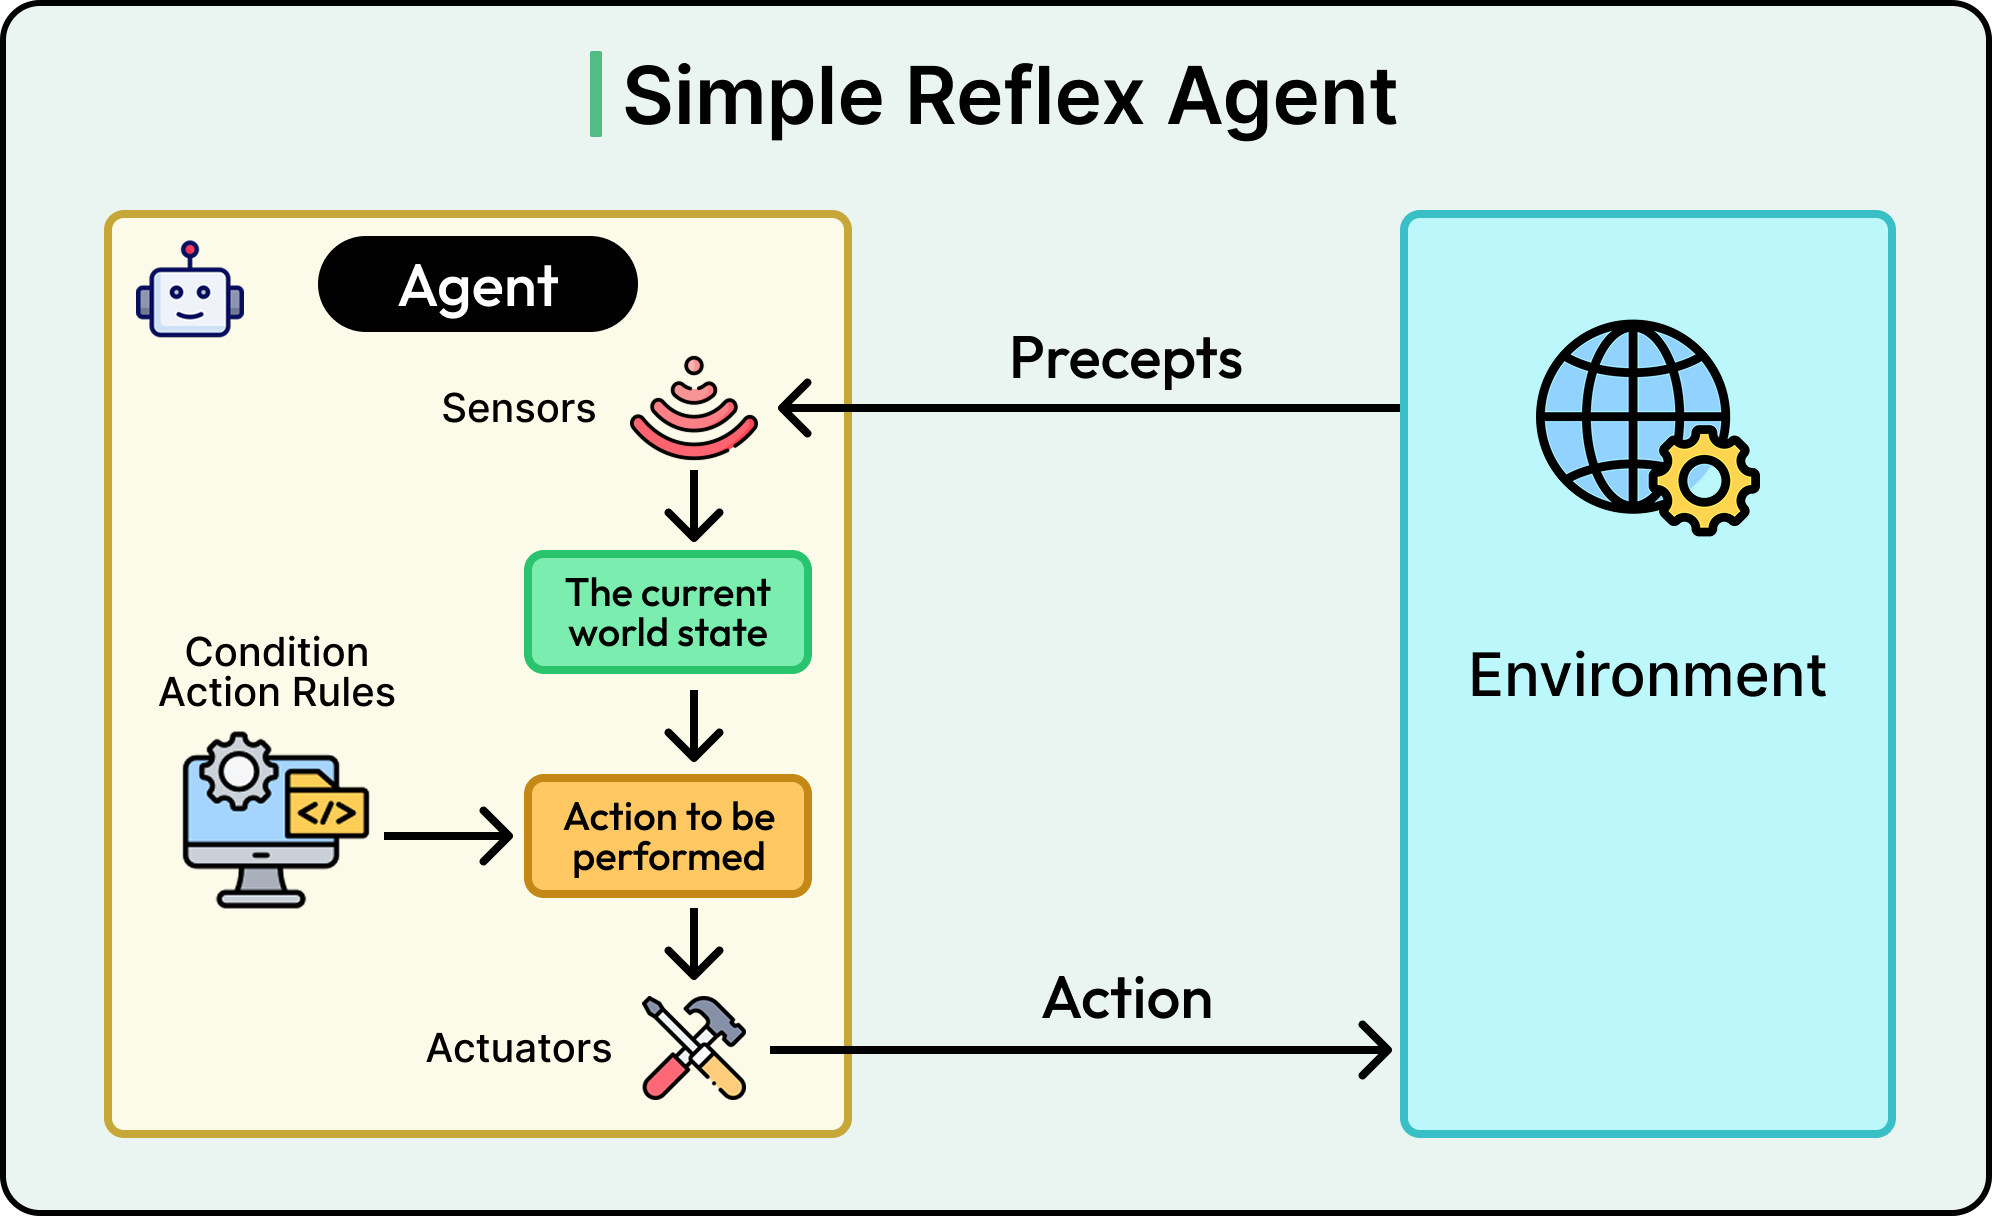 Simple Reflex Agent
Agent
Sensors
Precepts
The current
world state
Condition
Action Rules
</>
Action to be
performed
Actuators
Action
Environment